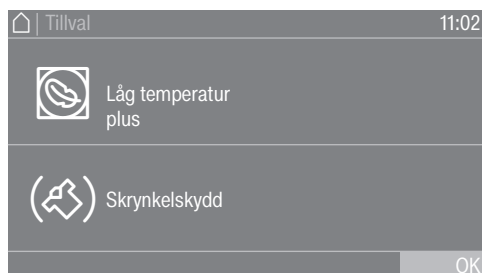 Tillval 11:02
Låg temperatur
plus
Skrynkelskydd
OK